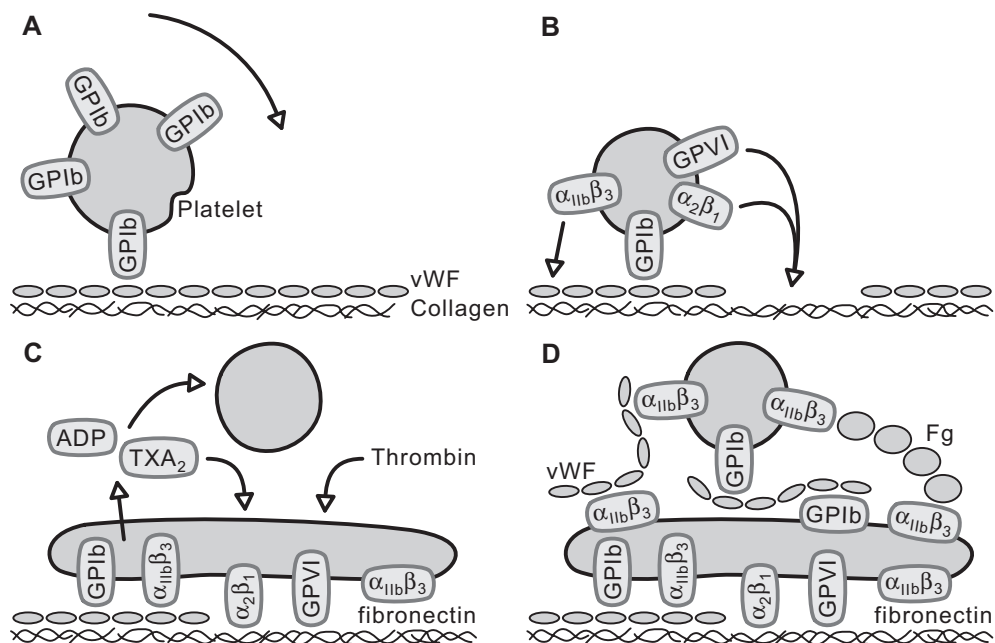 A
GPIb
GPIb
GPIb
GPIb
Platelet
vWF
Collagen
B
GPVI
αIIbβ3
α2β1
GPIb
C
ADP
TXA2
Thrombin
GPIb
αIIbβ3
α2β1
GPVI
αIIbβ3
fibronectin
D
αIIbβ3
αIIbβ3
GPIb
Fg
vWF
αIIbβ3
GPIb
αIIbβ3
GPIb
αIIbβ3
α2β1
GPVI
αIIbβ3
fibronectin